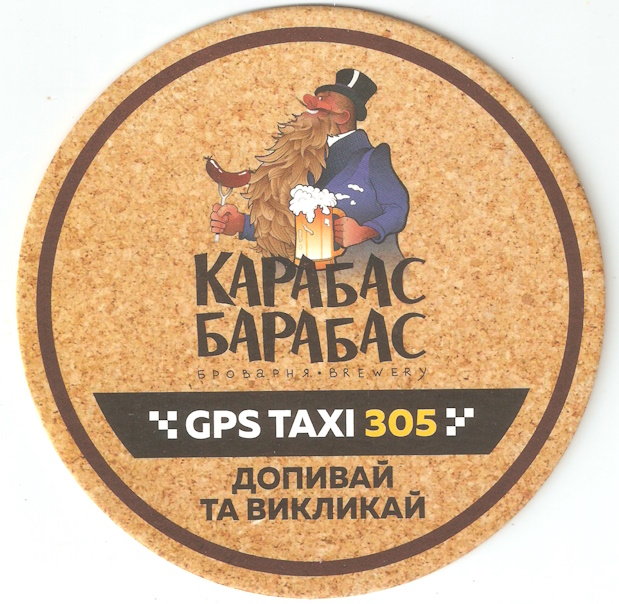 КАРАБАС
БАРАБАС
БРОВАРНЯ • BREWERY
GPS TAXI 305
ДОПИВАЙ
ТА ВИКЛИКАЙ